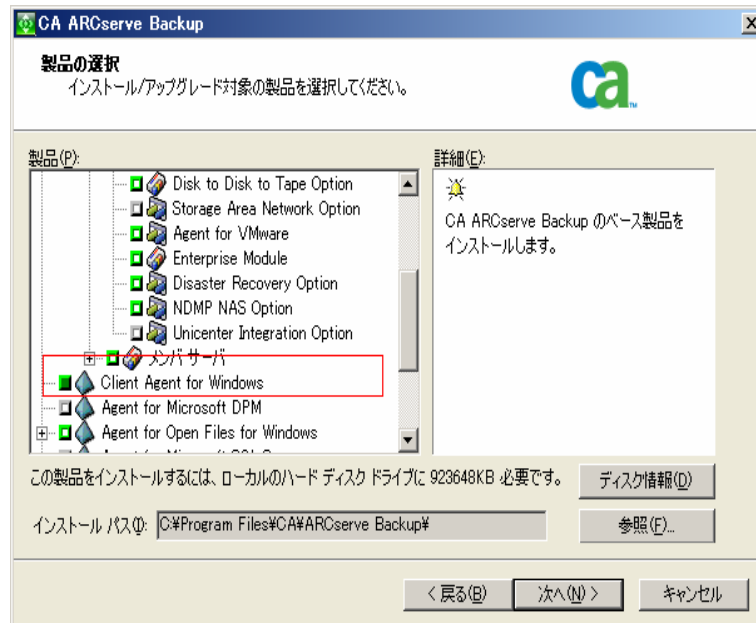 CA ARCserve Backup
製品の選択
インストール/アップグレード対象の製品を選択してください。
ca
TM
製品(P):
Disk to Disk to Tape Option
Storage Area Network Option
Agent for VMware
Enterprise Module
Disaster Recovery Option
NDMP NAS Option
Unicenter Integration Option
メンバ サーバ
Client Agent for Windows
Agent for Microsoft DPM
Agent for Open Files for Windows
詳細(E):
CA ARCserve Backup のベース製品を
インストールします。
この製品をインストールするには、ローカルのハード ディスク ドライブに 923648KB 必要です。
ディスク情報(D)
インストール パス(I): C:¥Program Files¥CA¥ARCserve Backup¥
参照(F)...
< 戻る(B)
次へ(N) >
キャンセル